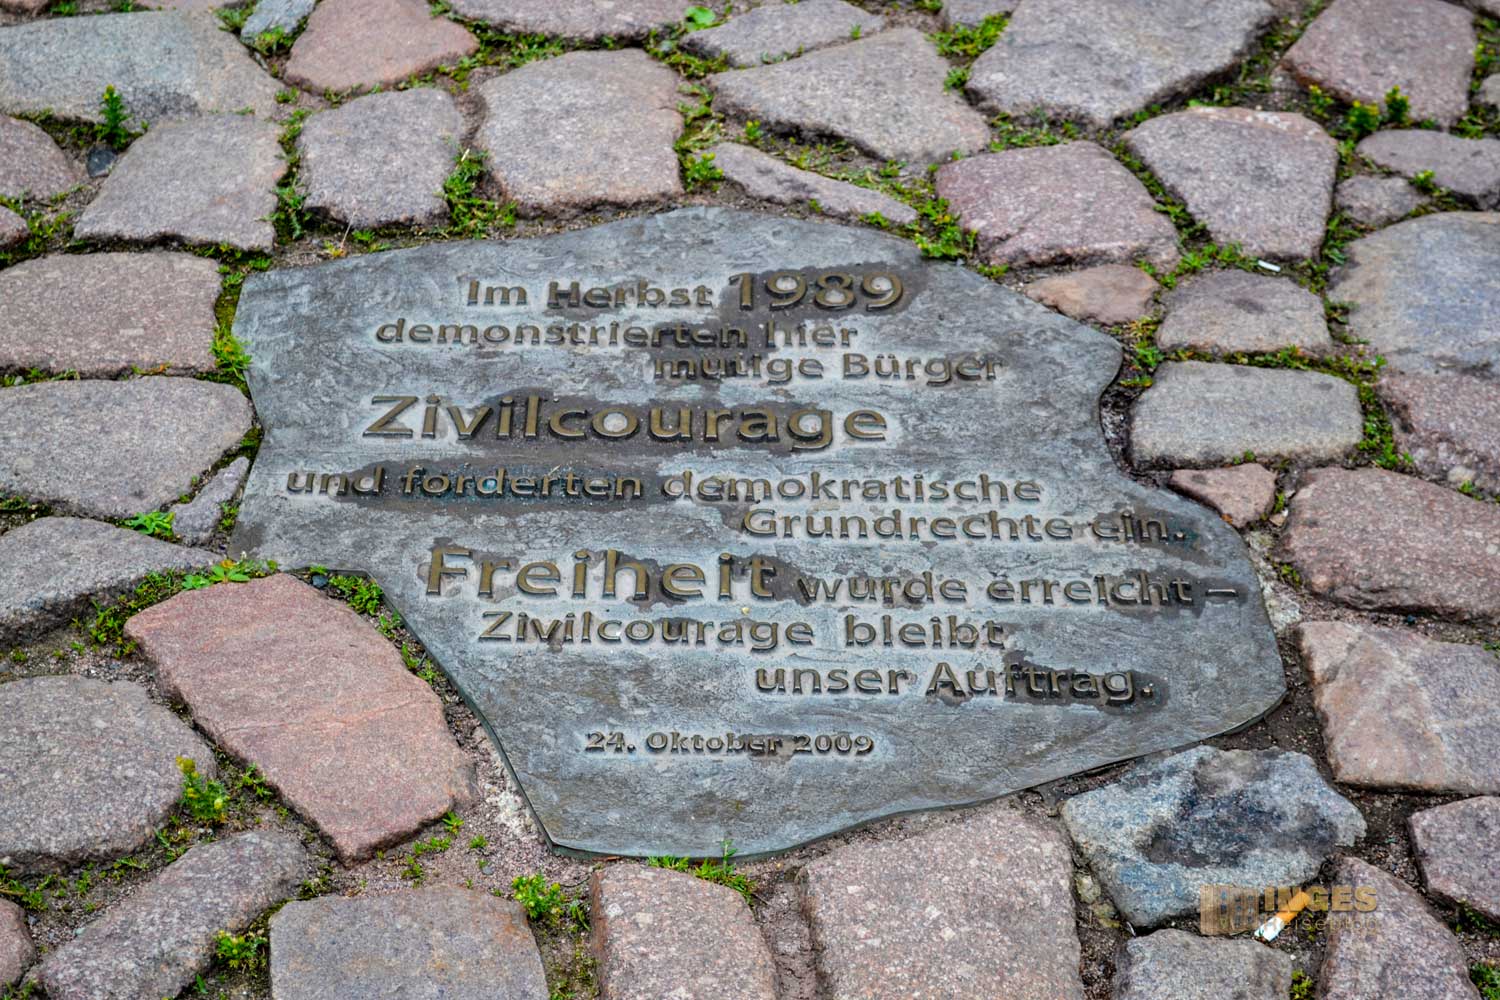 Im Herbst 1989
demonstrierten hier
mutige Bürger
Zivilcourage
und forderten demokratische
Grundrechte ein.
Freiheit wurde erreicht –
Zivilcourage bleibt
unser Auftrag.
24. Oktober 2009
INGES